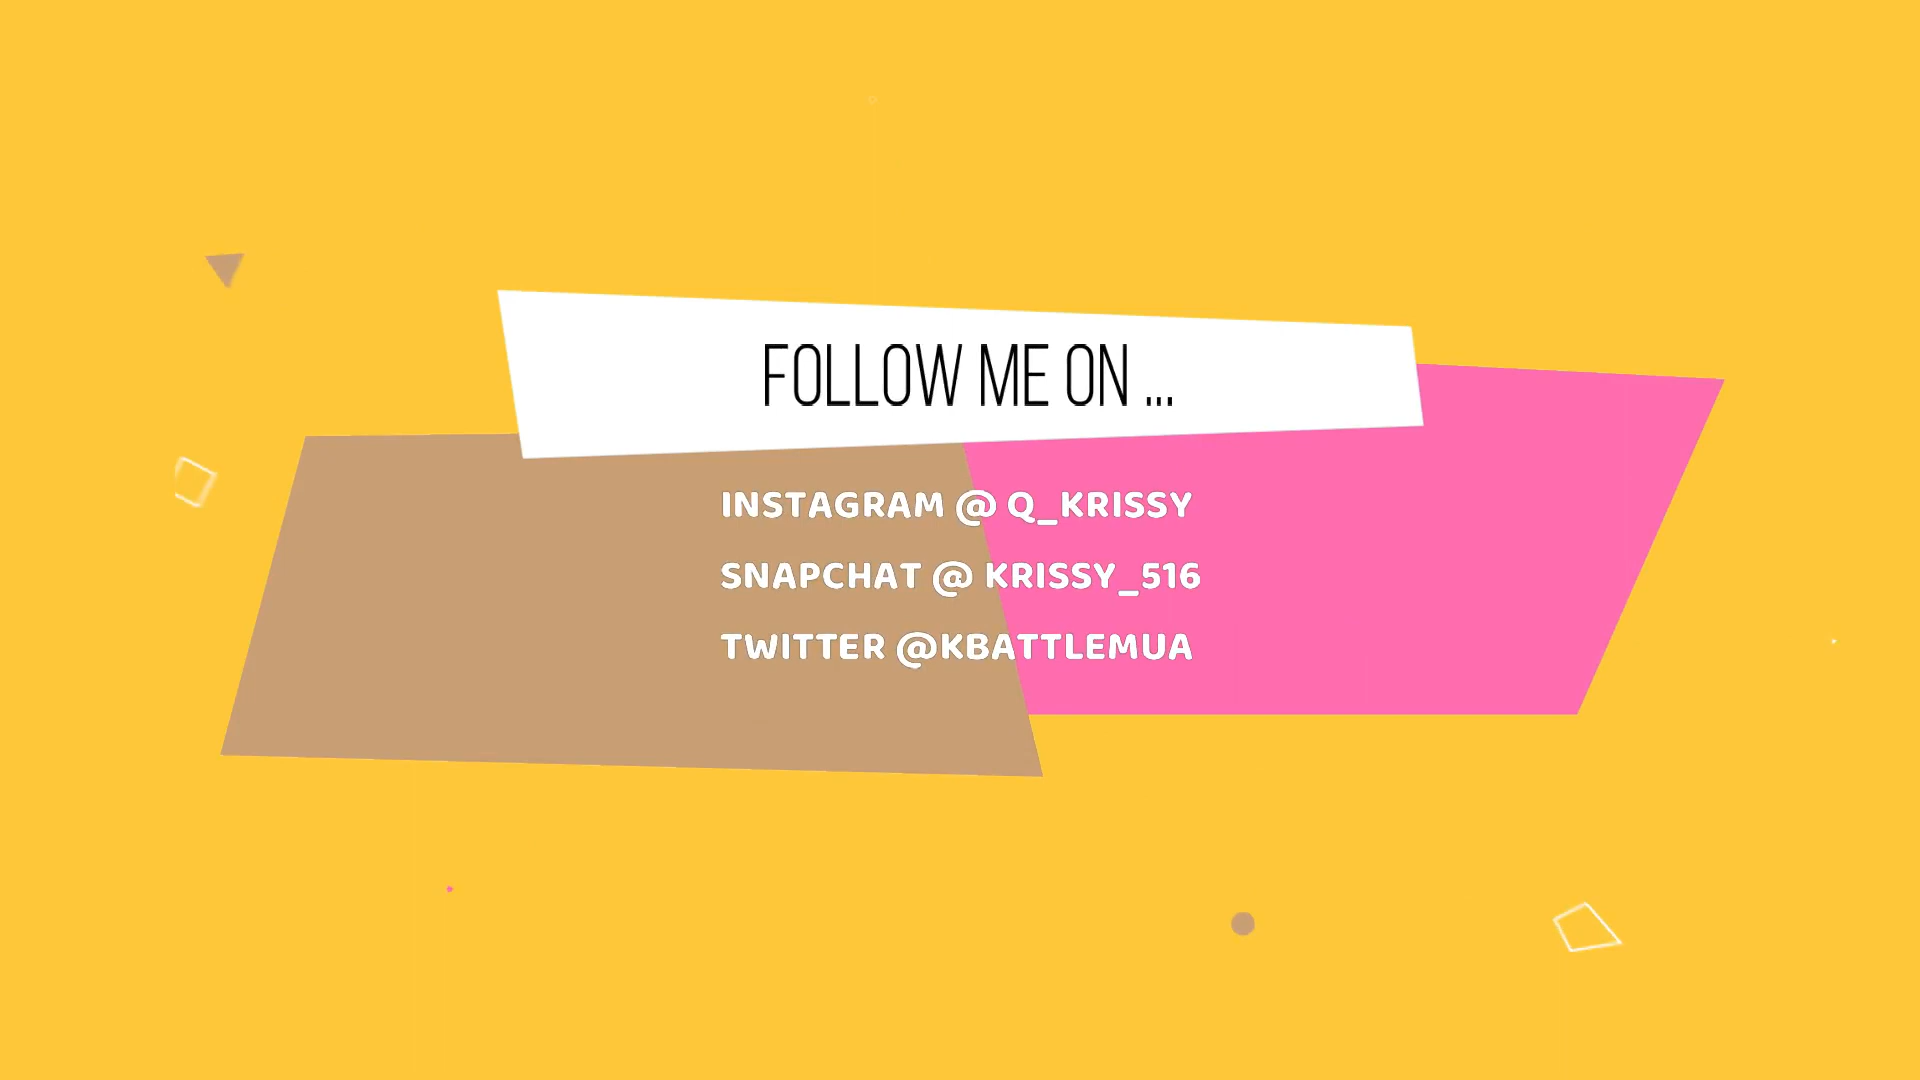 FOLLOW ME ON ...
INSTAGRAM @ Q_KRISSY
SNAPCHAT @ KRISSY_516
TWITTER @KBATTLEMUA